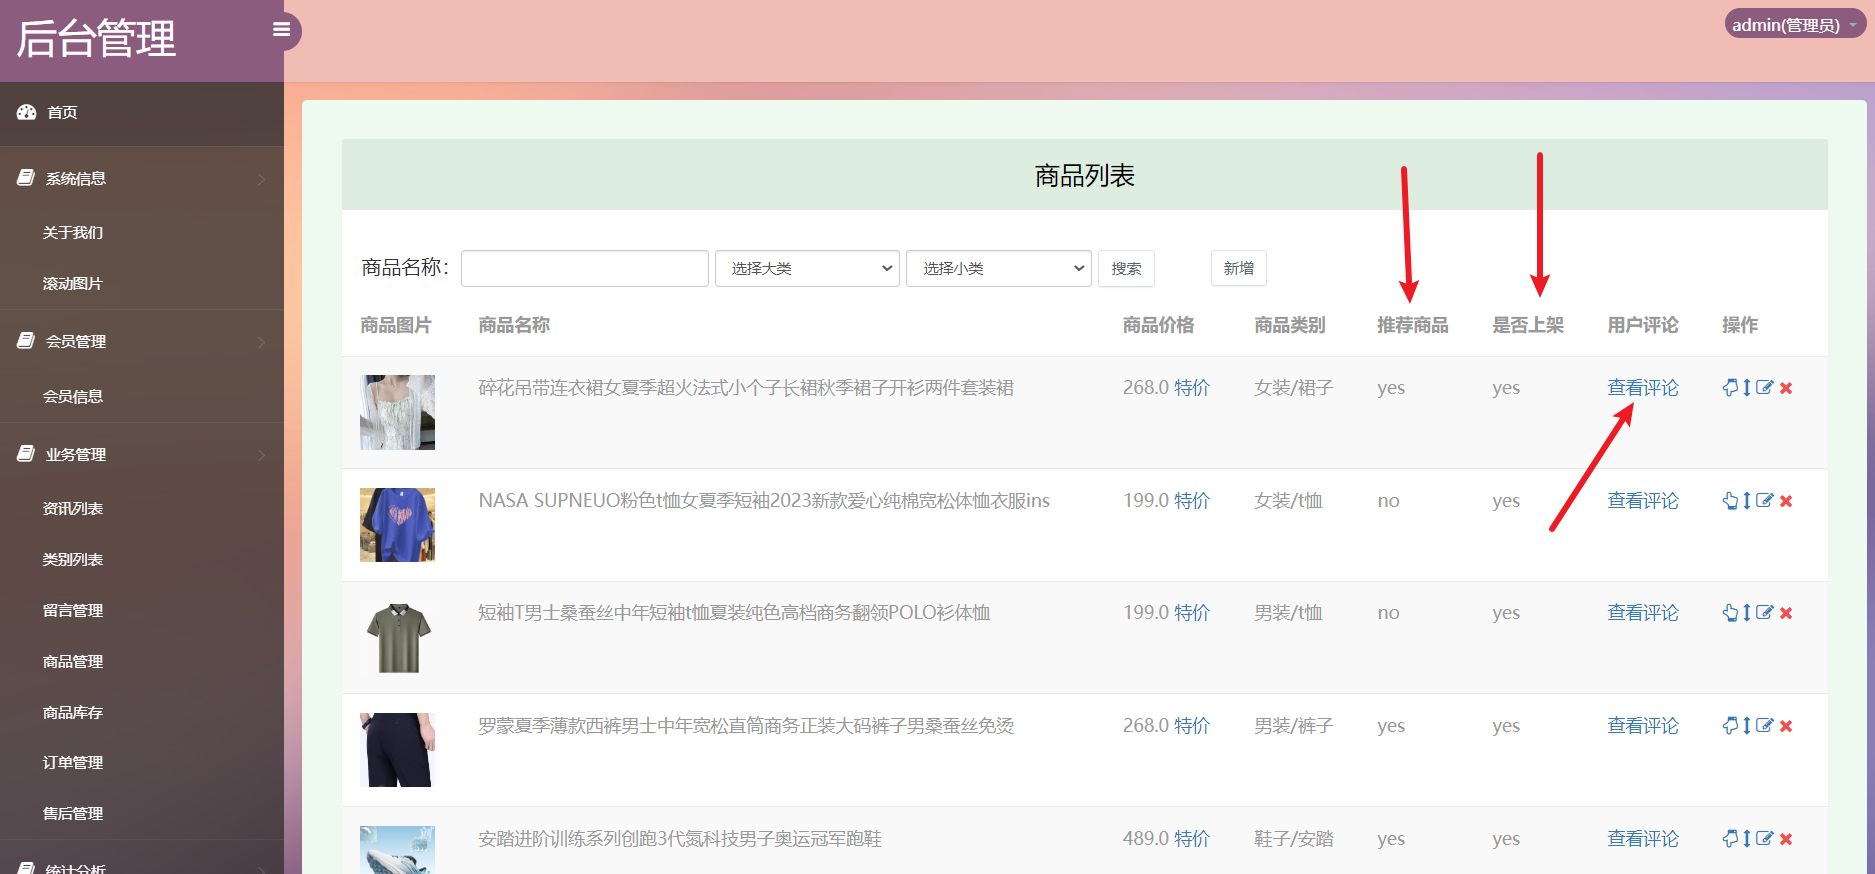 后台管理
admin(管理员)
首页
系统信息
关于我们
滚动图片
会员管理
会员信息
业务管理
资讯列表
类别列表
留言管理
商品管理
商品库存
订单管理
售后管理
统计分析
商品列表
商品名称： 选择大类 选择小类 搜索 新增
商品图片 商品名称 商品价格 商品类别 推荐商品 是否上架 用户评论 操作
碎花吊带连衣裙女夏季超火法式小个子长裙秋季裙子开衫两件套装裙 268.0 特价 女装/裙子 yes yes 查看评论
NASA SUPNEUO粉色t恤女夏季短袖2023新款爱心纯棉宽松体恤衣服ins 199.0 特价 女装/t恤 no yes 查看评论
短袖T男士桑蚕丝中年短袖t恤夏装纯色高档商务翻领POLO衫体恤 199.0 特价 男装/t恤 no yes 查看评论
罗蒙夏季薄款西裤男士中年宽松直筒商务正装大码裤子男桑蚕丝免烫 268.0 特价 男装/裤子 yes yes 查看评论
安踏进阶训练系列创跑3代氮科技男子奥运冠军跑鞋 489.0 特价 鞋子/安踏 yes yes 查看评论